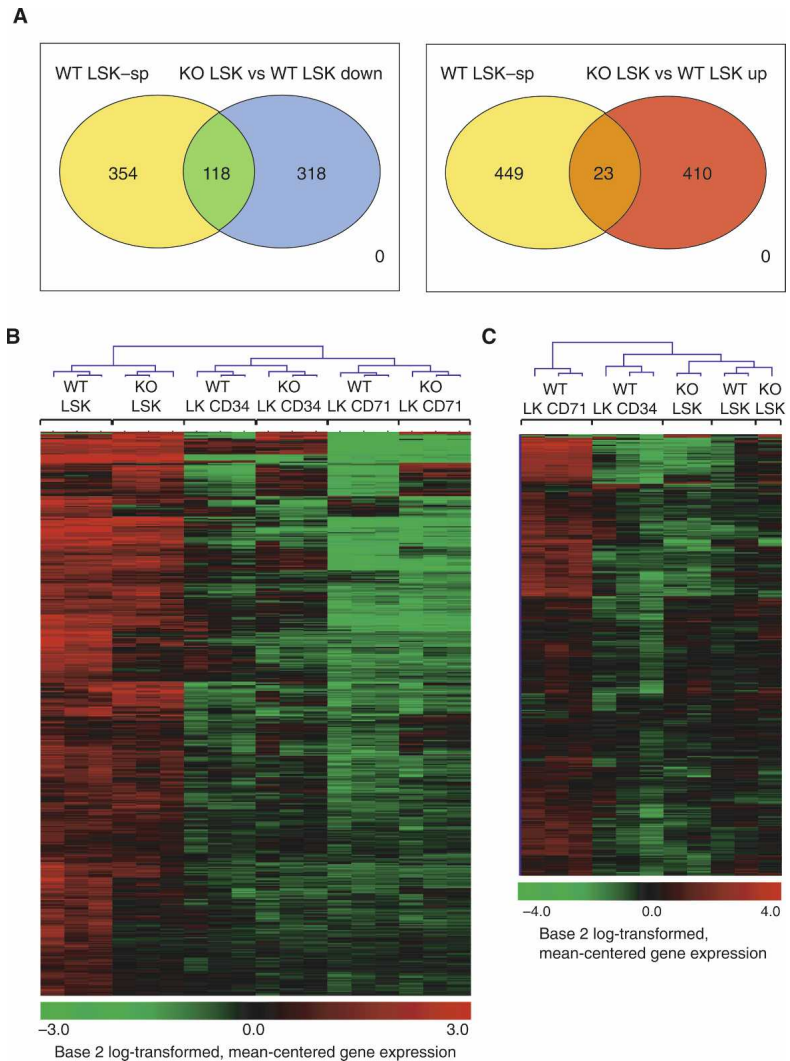 A
WT LSK–sp KO LSK vs WT LSK down
354 118 318
0
WT LSK–sp KO LSK vs WT LSK up
449 23 410
0
B
WT KO WT KO WT KO
LSK LSK LK CD34 LK CD34 LK CD71 LK CD71
−3.0 0.0 3.0
Base 2 log-transformed, mean-centered gene expression
C
WT WT KO WT KO
LK CD71 LK CD34 LSK LSK LSK
−4.0 0.0 4.0
Base 2 log-transformed,
mean-centered gene expression